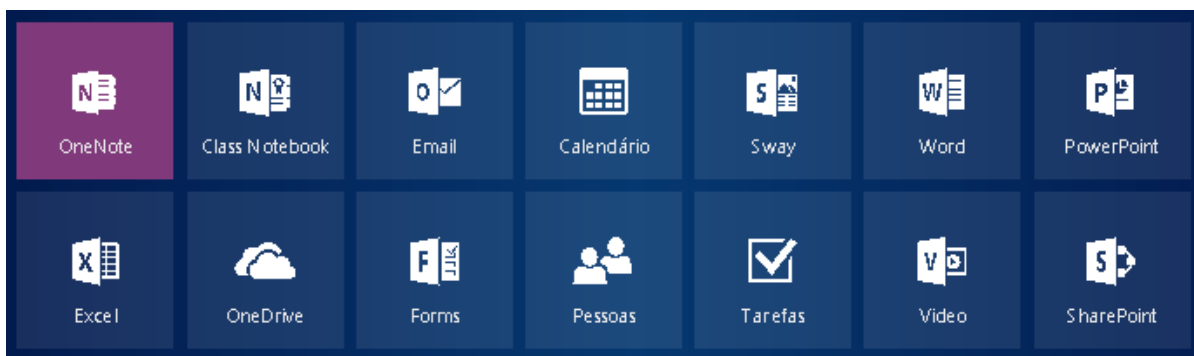 OneNote
Class Notebook
Email
Calendário
Sway
Word
PowerPoint
Excel
OneDrive
Forms
Pessoas
Tarefas
Video
SharePoint